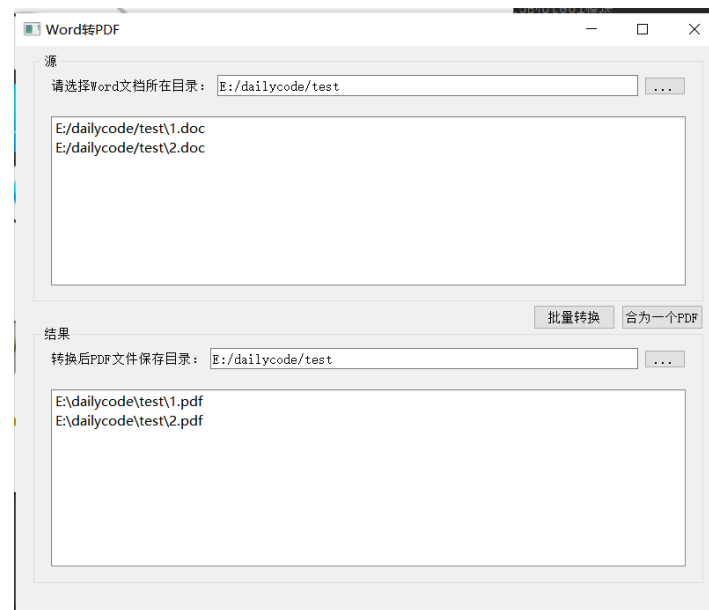 Word转PDF
源
请选择Word文档所在目录： E:/dailycode/test ...
E:/dailycode/test\1.doc
E:/dailycode/test\2.doc
批量转换 合为一个PDF
结果
转换后PDF文件保存目录： E:/dailycode/test ...
E:\dailycode\test\1.pdf
E:\dailycode\test\2.pdf